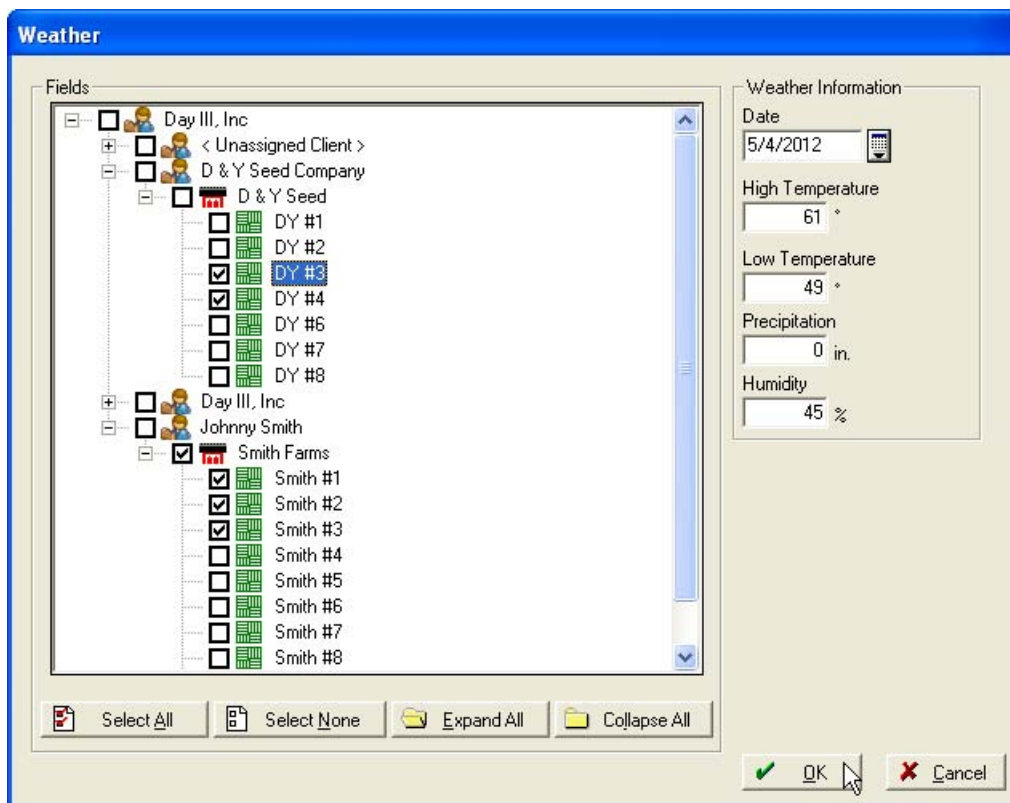 Weather
Fields
Day III, Inc
< Unassigned Client >
D & Y Seed Company
D & Y Seed
DY #1
DY #2
DY #3
DY #4
DY #6
DY #7
DY #8
Day III, Inc
Johnny Smith
Smith Farms
Smith #1
Smith #2
Smith #3
Smith #4
Smith #5
Smith #6
Smith #7
Smith #8
Select All
Select None
Expand All
Collapse All
Weather Information
Date
5/4/2012
High Temperature
61 °
Low Temperature
49 °
Precipitation
0 in.
Humidity
45 %
OK
Cancel